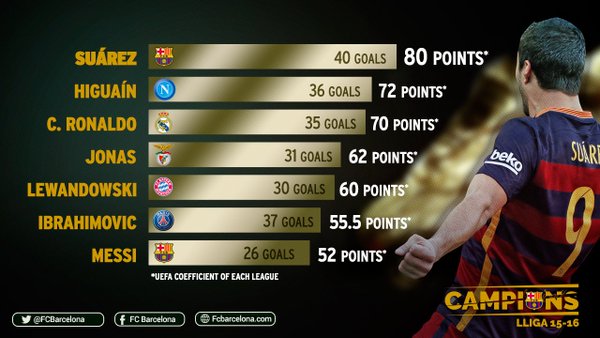 SUÁREZ 40 GOALS 80 POINTS*
HIGUAÍN 36 GOALS 72 POINTS*
C. RONALDO 35 GOALS 70 POINTS*
JONAS 31 GOALS 62 POINTS*
LEWANDOWSKI 30 GOALS 60 POINTS*
IBRAHIMOVIC 37 GOALS 55.5 POINTS*
MESSI 26 GOALS 52 POINTS*
*UEFA COEFFICIENT OF EACH LEAGUE
beko
SUÁRE
9
CAMPIONS
LLIGA 15-16
@FCBarcelona
FC Barcelona
FCbarcelona.com